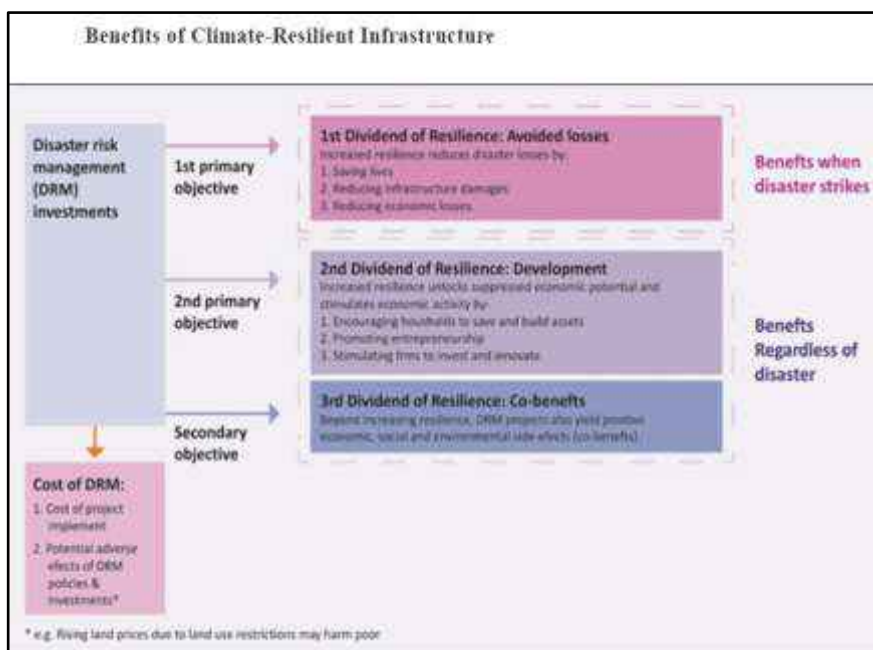 Benefits of Climate-Resilient Infrastructure
Disaster risk
management
(DRM)
investments
1st primary
objective
1st Dividend of Resilience: Avoided losses
Increased resilience reduces disaster losses by:
1. Saving lives
2. Reducing infrastructure damages
3. Reducing economic losses
Benefits when
disaster strikes
2nd primary
objective
2nd Dividend of Resilience: Development
Increased resilience unlocks suppressed economic potential and
stimulates economic activity by-
1. Encouraging housholds to save and build assets
2. Promoting entrepreneurship
3. Stimulating firms to invest and innovate
Benefts
Regardless of
disaster
Secondary
objective
3rd Dividend of Resilience: Co-benefits
Beyond increasing resilience, DRM projects also yield positive
economic, social and environmental side efects (co-benefits)
Cost of DRM:
1. Cost of project
implement
2. Potential adverse
efects of DRM
policies &
investments*
* e.g. Rising land prices due to land use restrictions may harm poor